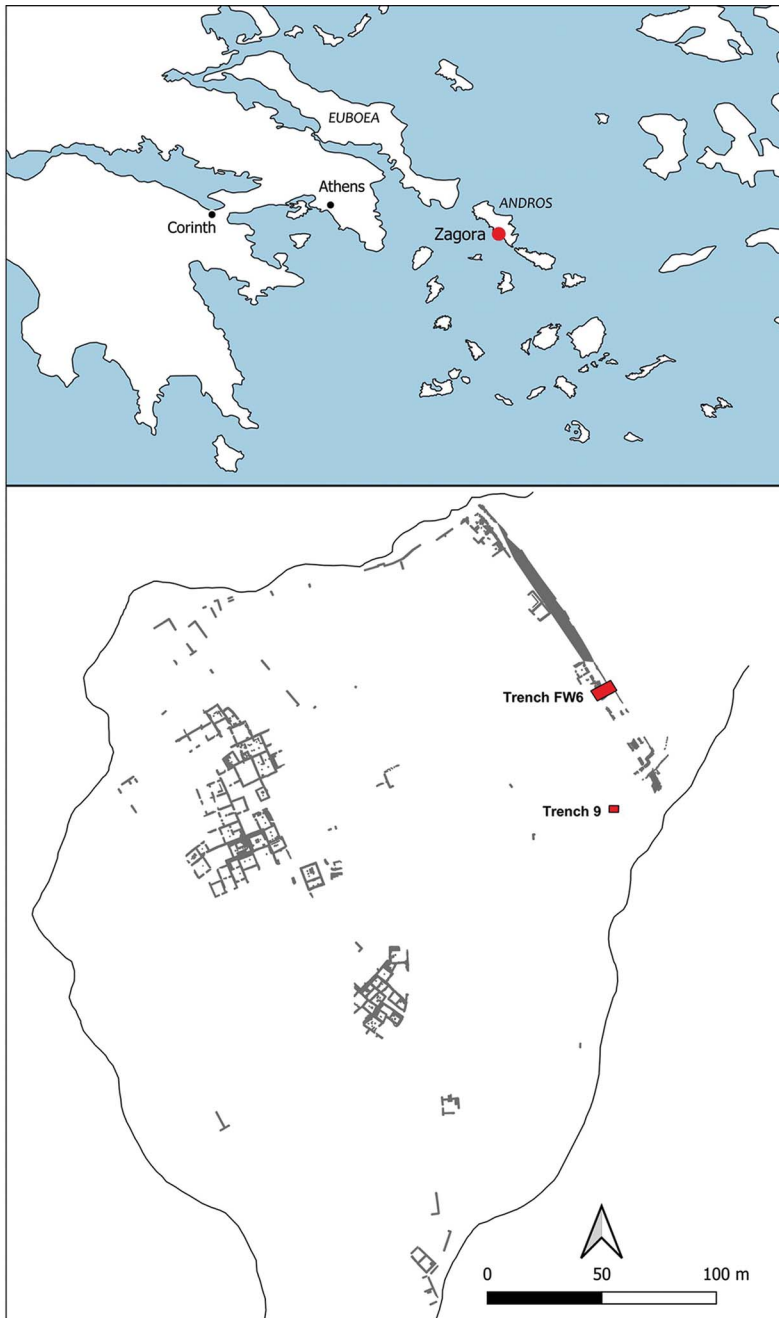 EUBOEA
Athens
ANDROS
Corinth
Zagora
Trench FW6
Trench 9
0 50 100 m